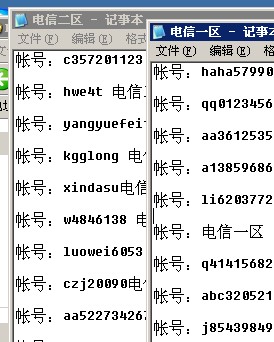 电信二区 - 记事本
文件(F) 编辑(E) 格式
帐号：c357201123
帐号：hwe4t 电信
帐号：yangyuefei
帐号：kgglong 电
帐号：xindasu电信
帐号：w4846138 电
帐号：luowei6053
帐号：czj20090电信
帐号：aa522734267
电信一区 - 记事本
文件(F) 编辑(E) 格式
帐号：haha57990
帐号：qq0123456
帐号：aa3612535
帐号：a13859686
帐号：li6203772
帐号：电信一区
帐号：q41415682
帐号：abc320521
帐号：j85439849